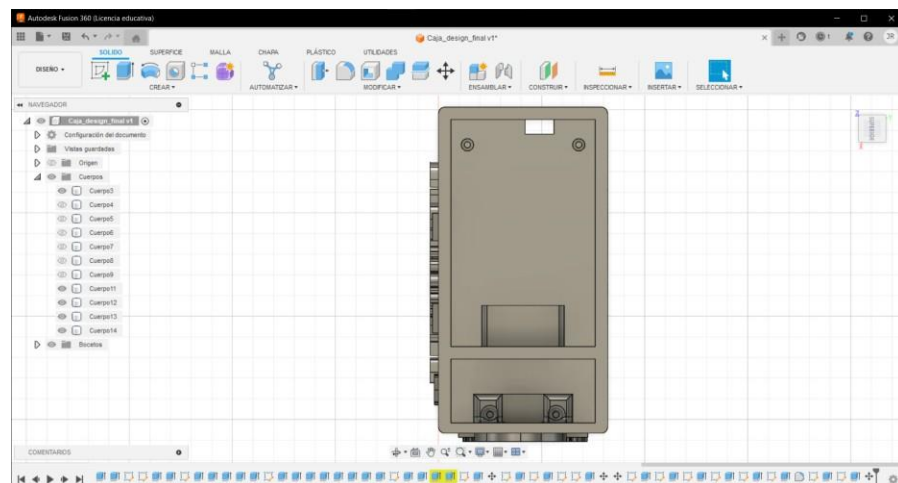 Autodesk Fusion 360 (Licencia educativa)
Caja_design_final v1*
1
JR
SÓLIDO SUPERFICIE MALLA CHAPA PLÁSTICO UTILIDADES
DISEÑO
CREAR AUTOMATIZAR MODIFICAR ENSAMBLAR CONSTRUIR INSPECCIONAR INSERTAR SELECCIONAR
NAVEGADOR
Caja_design_final v1
Configuración del documento
Vistas guardadas
Origen
Cuerpos
Cuerpo3
Cuerpo4
Cuerpo5
Cuerpo6
Cuerpo7
Cuerpo8
Cuerpo9
Cuerpo11
Cuerpo12
Cuerpo13
Cuerpo14
Bocetos
COMENTARIOS